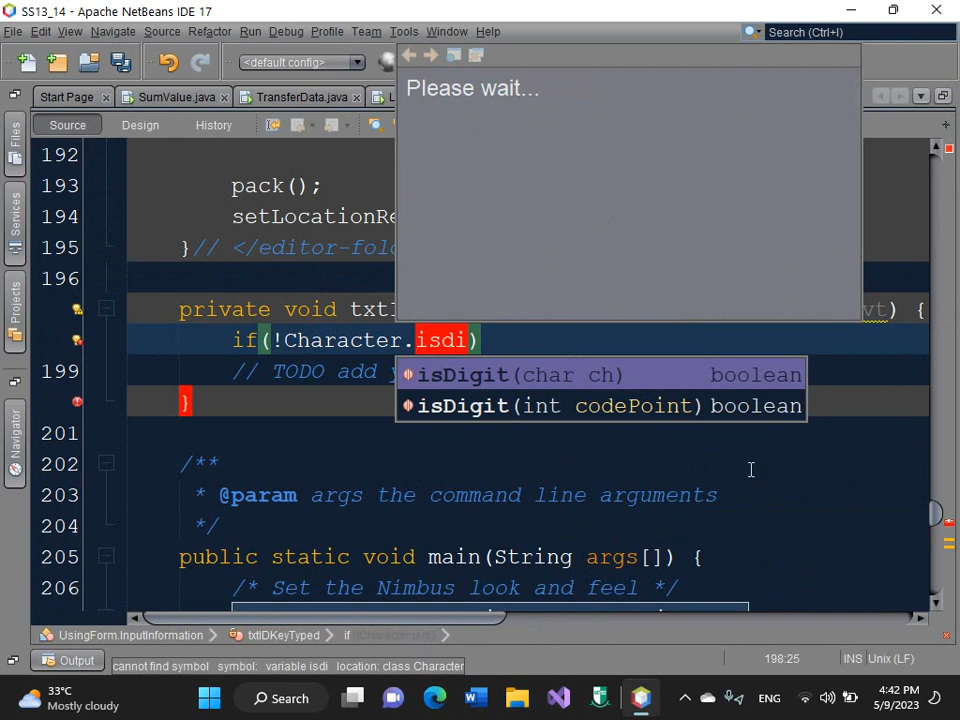 SS13_14 - Apache NetBeans IDE 17
File Edit View Navigate Source Refactor Run Debug Profile Team Tools Window Help
Search (Ctrl+I)
<default config>
Please wait...
Start Page
SumValue.java
TransferData.java
Source Design History
Files
Services
Projects
Navigator
192
193 pack();
194 setLocationRe
195 }// </editor-fol
196
private void txtI
vt) {
if(!Character.isdi)
199 // TODO add y
}
isDigit(char ch) boolean
isDigit(int codePoint) boolean
201
202 /**
203 * @param args the command line arguments
204 */
205 public static void main(String args[]) {
206 /* Set the Nimbus look and feel */
UsingForm.InputInformation
txtIDKeyTyped
if (!Character.isdi)
Output
cannot find symbol symbol: variable isdi location: class Character
198:25
INS
Unix (LF)
33°C
Mostly cloudy
Search
ENG
4:42 PM
5/9/2023